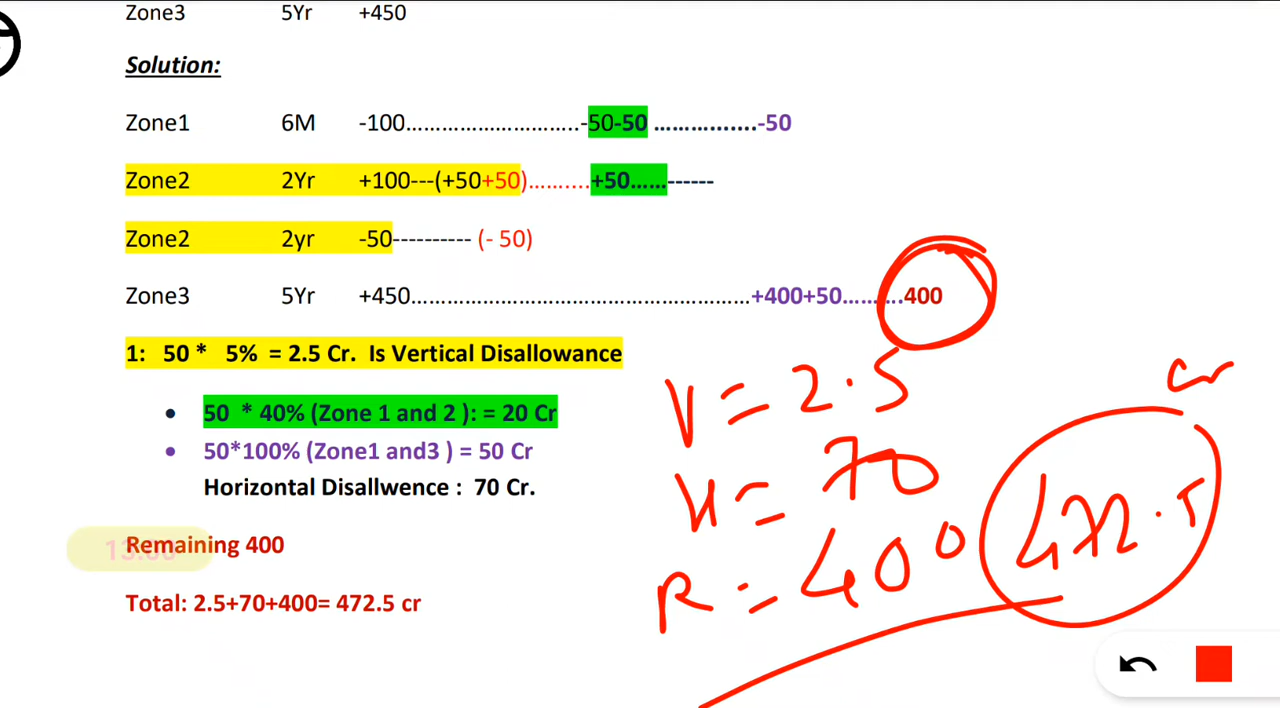 Zone3 5Yr +450
Solution:
Zone1 6M -100..............................-50-50 .................-50
Zone2 2Yr +100---(+50+50)..........+50......------
Zone2 2yr -50---------- (- 50)
Zone3 5Yr +450.........................................................+400+50..........400
1: 50 * 5% = 2.5 Cr. Is Vertical Disallowance
• 50 * 40% (Zone 1 and 2 ): = 20 Cr
• 50*100% (Zone1 and3 ) = 50 Cr
Horizontal Disallwence : 70 Cr.
Remaining 400
Total: 2.5+70+400= 472.5 cr
V = 2.5
H = 70
R = 400
472.5
cr